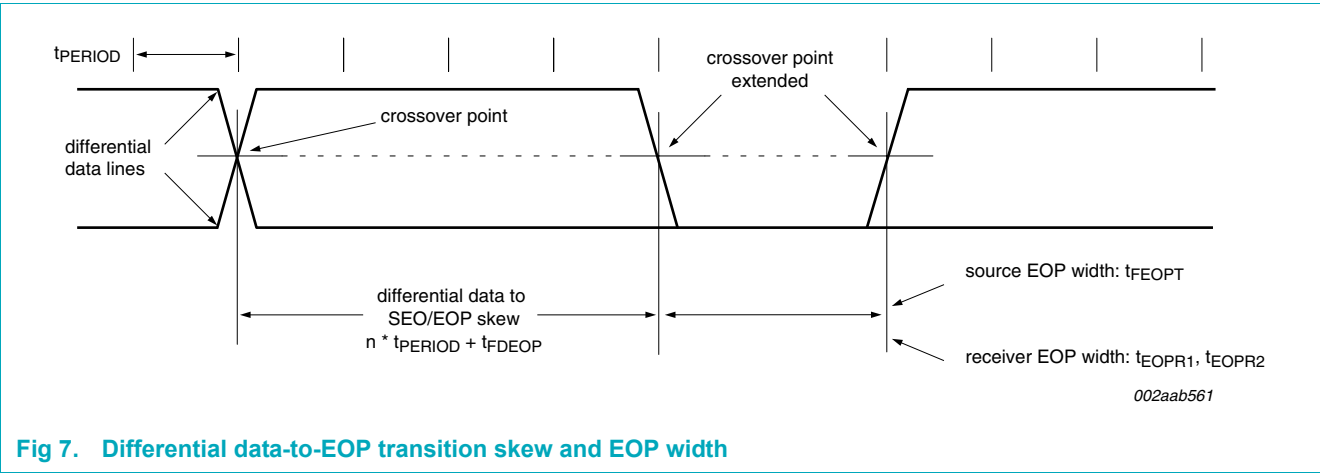 tPERIOD
crossover point
extended
crossover point
differential
data lines
source EOP width: tFEOPT
differential data to
SEO/EOP skew
n * tPERIOD + tFDEOP
receiver EOP width: tEOPR1, tEOPR2
002aab561
Fig 7. Differential data-to-EOP transition skew and EOP width